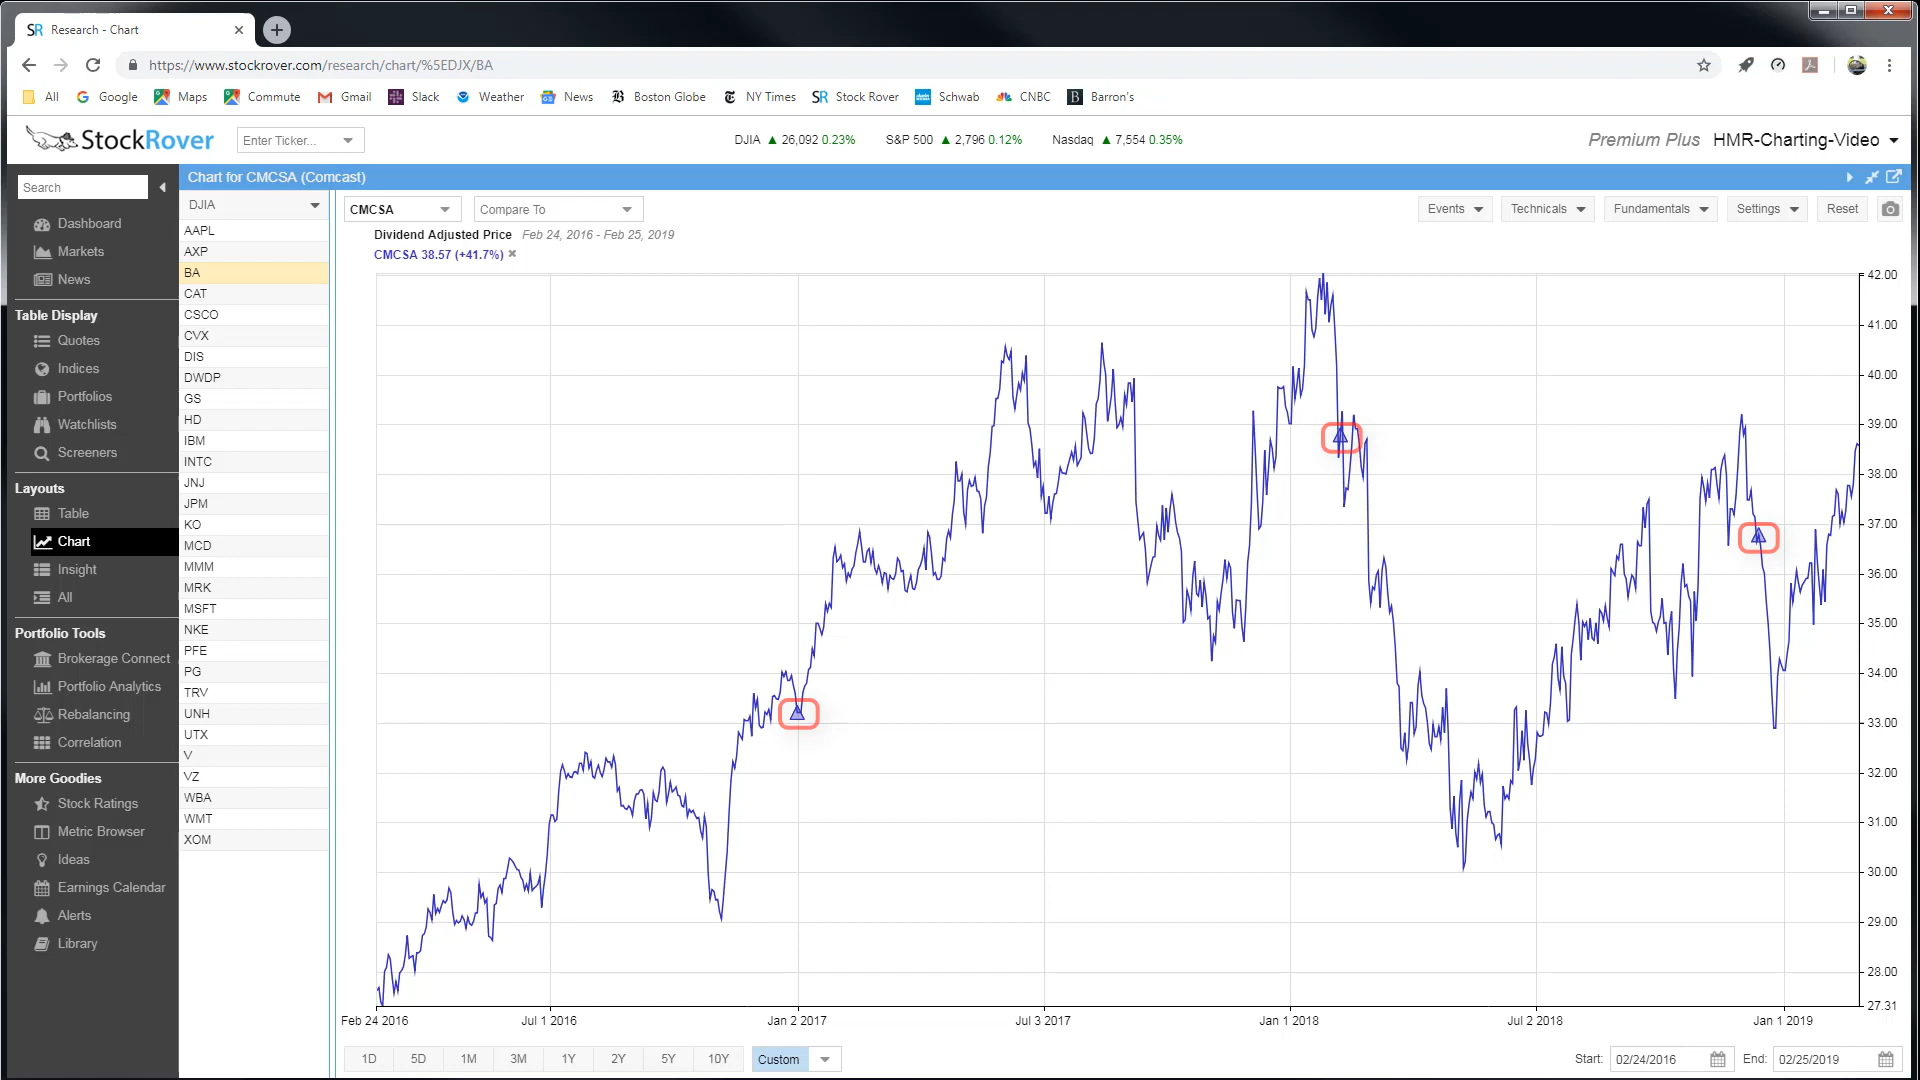 SR Research - Chart
https://www.stockrover.com/research/chart/%5EDJX/BA
All Google Maps Commute Gmail Slack Weather News Boston Globe NY Times SR Stock Rover Schwab CNBC B Barron's
StockRover Enter Ticker... DJIA ▲ 26,092 0.23% S&P 500 ▲ 2,796 0.12% Nasdaq ▲ 7,554 0.35% Premium Plus HMR-Charting-Video
Search
Dashboard
Markets
News
Table Display
Quotes
Indices
Portfolios
Watchlists
Screeners
Layouts
Table
Chart
Insight
All
Portfolio Tools
Brokerage Connect
Portfolio Analytics
Rebalancing
Correlation
More Goodies
Stock Ratings
Metric Browser
Ideas
Earnings Calendar
Alerts
Library
Chart for CMCSA (Comcast)
DJIA
AAPL
AXP
BA
CAT
CSCO
CVX
DIS
DWDP
GS
HD
IBM
INTC
JNJ
JPM
KO
MCD
MMM
MRK
MSFT
NKE
PFE
PG
TRV
UNH
UTX
V
VZ
WBA
WMT
XOM
CMCSA Compare To Events Technicals Fundamentals Settings Reset
Dividend Adjusted Price Feb 24, 2016 - Feb 25, 2019
CMCSA 38.57 (+41.7%)
42.00
41.00
40.00
39.00
38.00
37.00
36.00
35.00
34.00
33.00
32.00
31.00
30.00
29.00
28.00
27.31
Feb 24 2016 Jul 1 2016 Jan 2 2017 Jul 3 2017 Jan 1 2018 Jul 2 2018 Jan 1 2019
1D 5D 1M 3M 1Y 2Y 5Y 10Y Custom Start: 02/24/2016 End: 02/25/2019